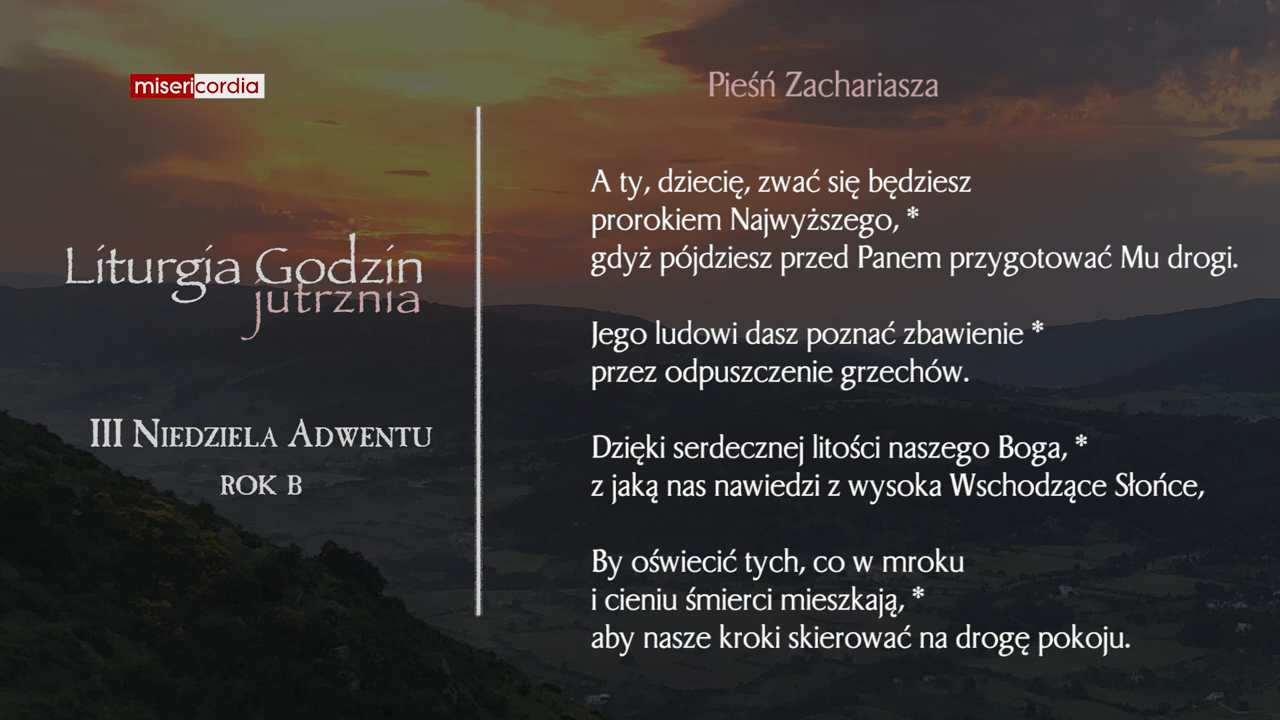 misericordia
Liturgia Godzin
jutrznia
III Niedziela Adwentu
rok B
Pieśń Zachariasza
A ty, dziecię, zwać się będziesz
prorokiem Najwyższego, *
gdyż pójdziesz przed Panem przygotować Mu drogi.
Jego ludowi dasz poznać zbawienie *
przez odpuszczenie grzechów.
Dzięki serdecznej litości naszego Boga, *
z jaką nas nawiedzi z wysoka Wschodzące Słońce,
By oświecić tych, co w mroku
i cieniu śmierci mieszkają, *
aby nasze kroki skierować na drogę pokoju.